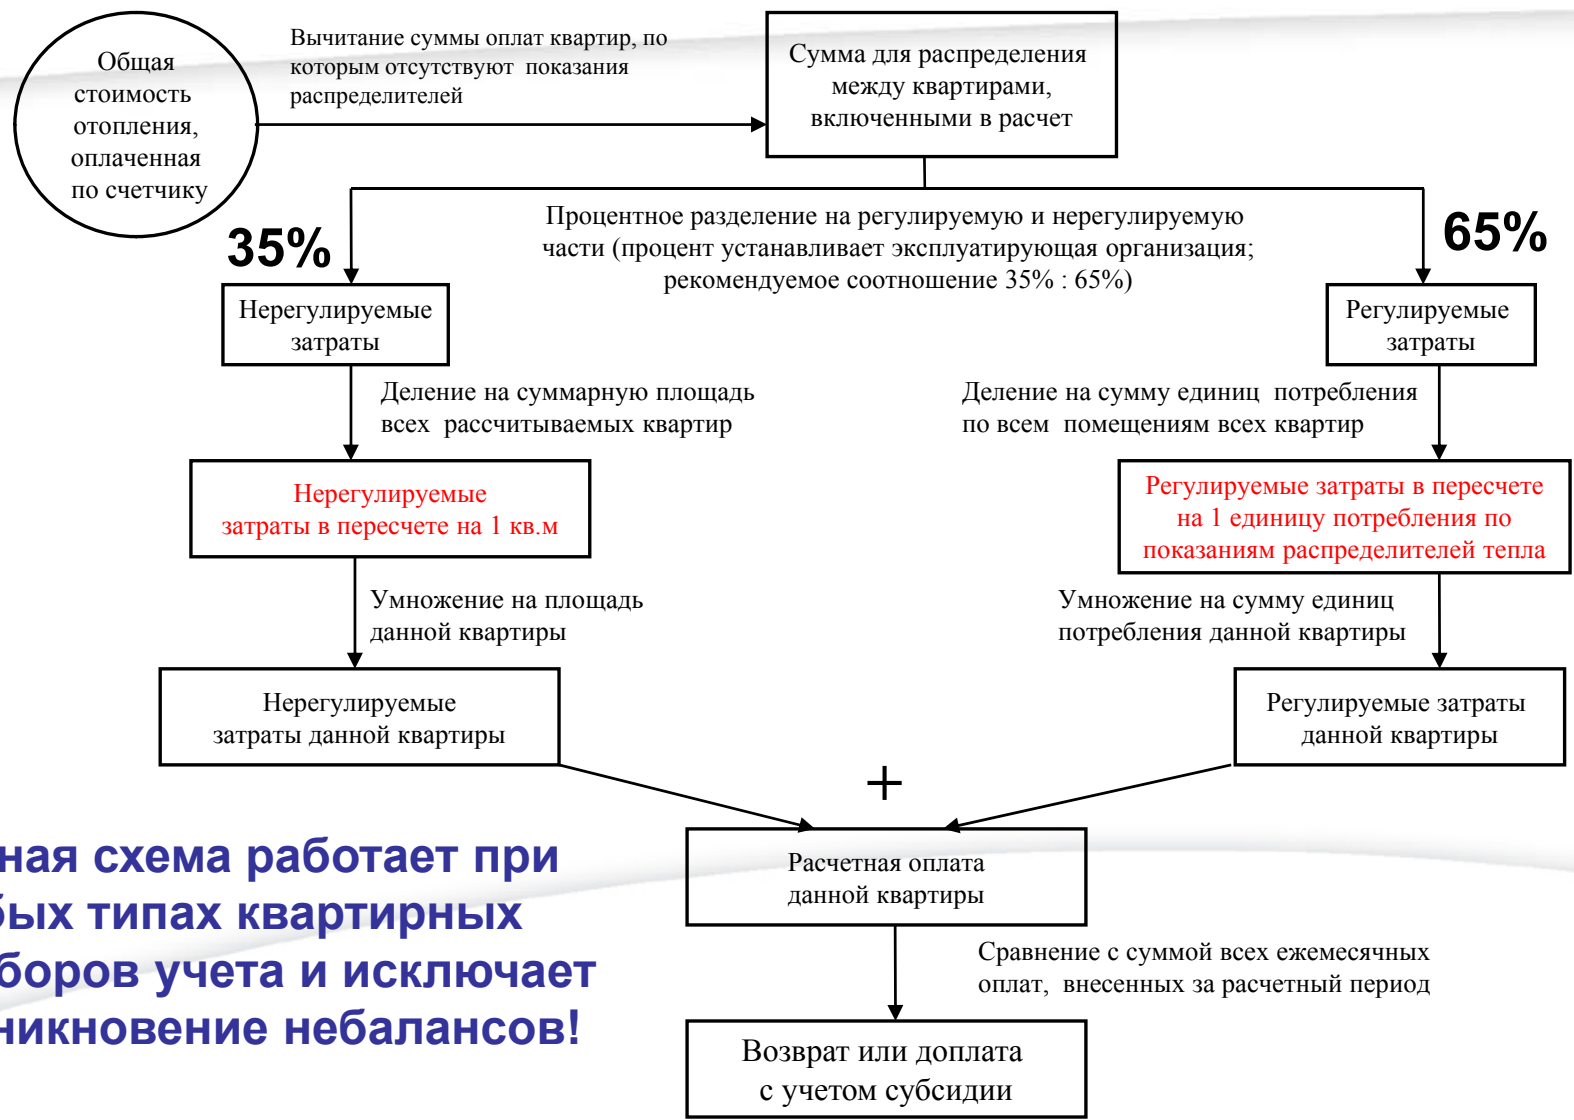 Общая
стоимость
отопления,
оплаченная
по счетчику
Вычитание суммы оплат квартир, по
которым отсутствуют показания
распределителей
Сумма для распределения
между квартирами,
включенными в расчет
35%
Процентное разделение на регулируемую и нерегулируемую
части (процент устанавливает эксплуатирующая организация;
рекомендуемое соотношение 35% : 65%)
65%
Нерегулируемые
затраты
Регулируемые
затраты
Деление на суммарную площадь
всех рассчитываемых квартир
Деление на сумму единиц потребления
по всем помещениям всех квартир
Нерегулируемые
затраты в пересчете на 1 кв.м
Регулируемые затраты в пересчете
на 1 единицу потребления по
показаниям распределителей тепла
Умножение на площадь
данной квартиры
Умножение на сумму единиц
потребления данной квартиры
Нерегулируемые
затраты данной квартиры
Регулируемые затраты
данной квартиры
+
Расчетная оплата
данной квартиры
ная схема работает при
бых типах квартирных
боров учета и исключает
никновение небалансов!
Сравнение с суммой всех ежемесячных
оплат, внесенных за расчетный период
Возврат или доплата
с учетом субсидии